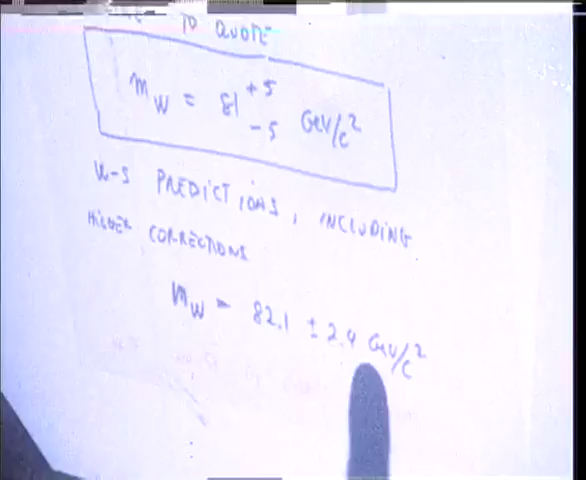 TO QUOTE
m_W = 81 +5 -5 GeV/c²
W-S PREDICTIONS, INCLUDING
HIGHER CORRECTIONS
m_W = 82.1 ± 2.4 GeV/c²